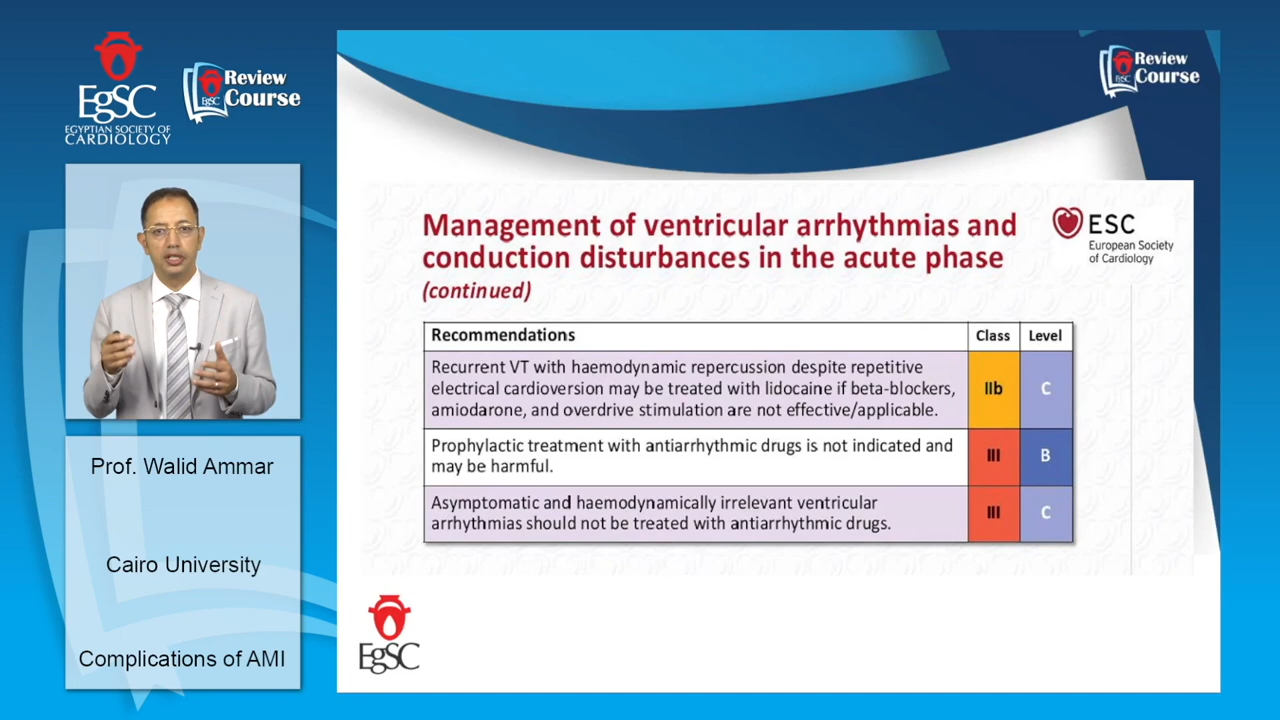 EgSC
EGYPTIAN SOCIETY OF
CARDIOLOGY
EgSC
Review
Course
Prof. Walid Ammar
Cairo University
Complications of AMI
EgSC
Review
Course
Management of ventricular arrhythmias and
conduction disturbances in the acute phase
(continued)
ESC
European Society
of Cardiology
Recommendations Class Level
Recurrent VT with haemodynamic repercussion despite repetitive
electrical cardioversion may be treated with lidocaine if beta-blockers,
amiodarone, and overdrive stimulation are not effective/applicable.
IIb C
Prophylactic treatment with antiarrhythmic drugs is not indicated and
may be harmful.
III B
Asymptomatic and haemodynamically irrelevant ventricular
arrhythmias should not be treated with antiarrhythmic drugs.
III C
EgSC